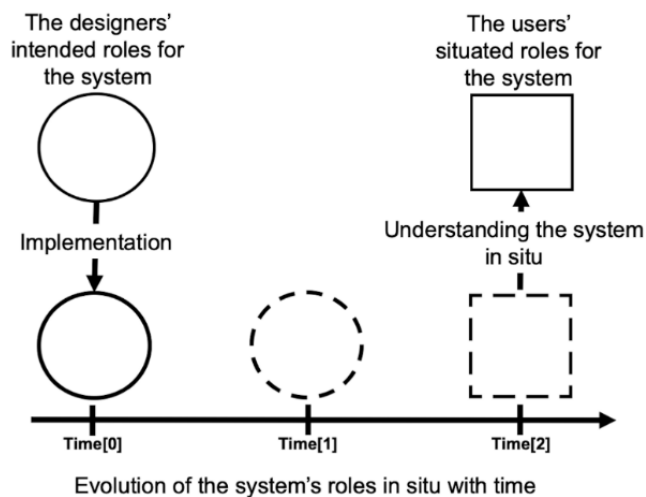 The designers'
intended roles for
the system
The users'
situated roles for
the system
Implementation
Understanding the system
in situ
Time[0]
Time[1]
Time[2]
Evolution of the system's roles in situ with time